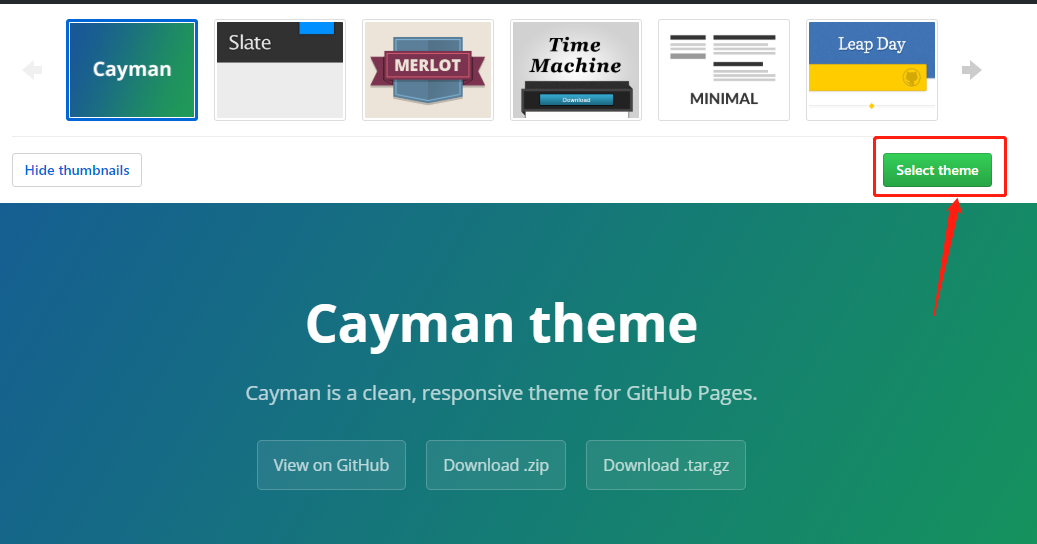 Cayman
Slate
MERLOT
Time
Machine
Download
MINIMAL
Leap Day
Hide thumbnails
Select theme
Cayman theme
Cayman is a clean, responsive theme for GitHub Pages.
View on GitHub
Download .zip
Download .tar.gz